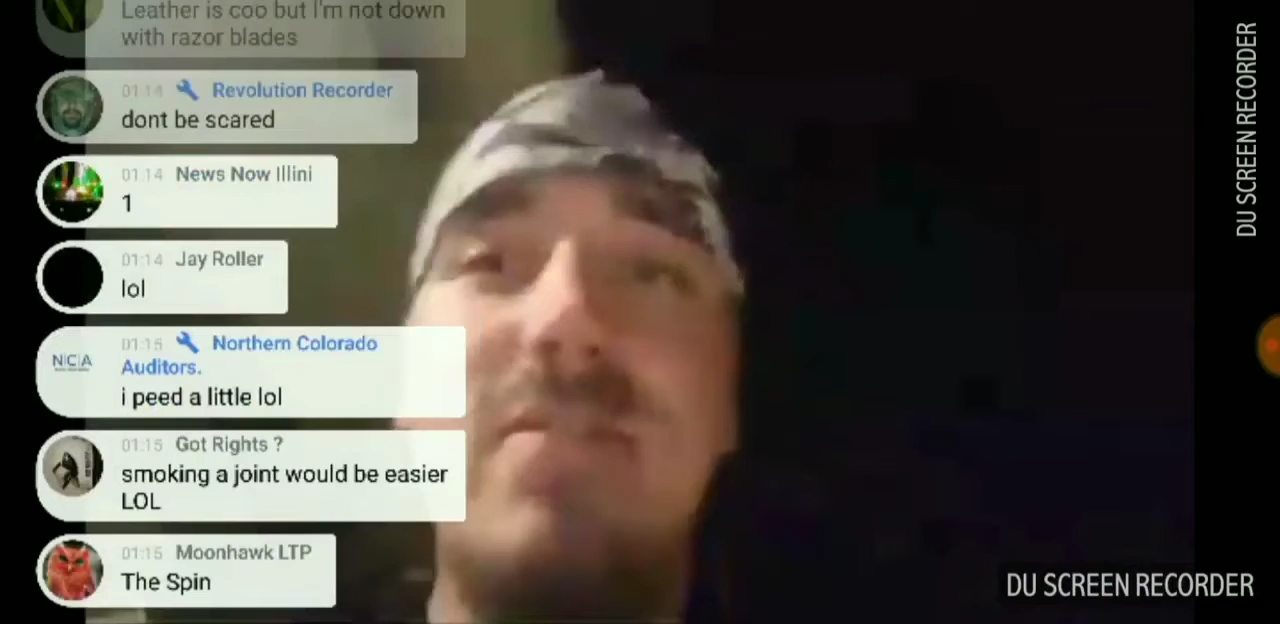 Leather is coo but I'm not down
with razor blades
01:14 Revolution Recorder
dont be scared
01:14 News Now Illini
1
01:14 Jay Roller
lol
01:15 Northern Colorado
Auditors.
NCA
i peed a little lol
01:15 Got Rights ?
smoking a joint would be easier
LOL
01:15 Moonhawk LTP
The Spin
DU SCREEN RECORDER
DU SCREEN RECORDER